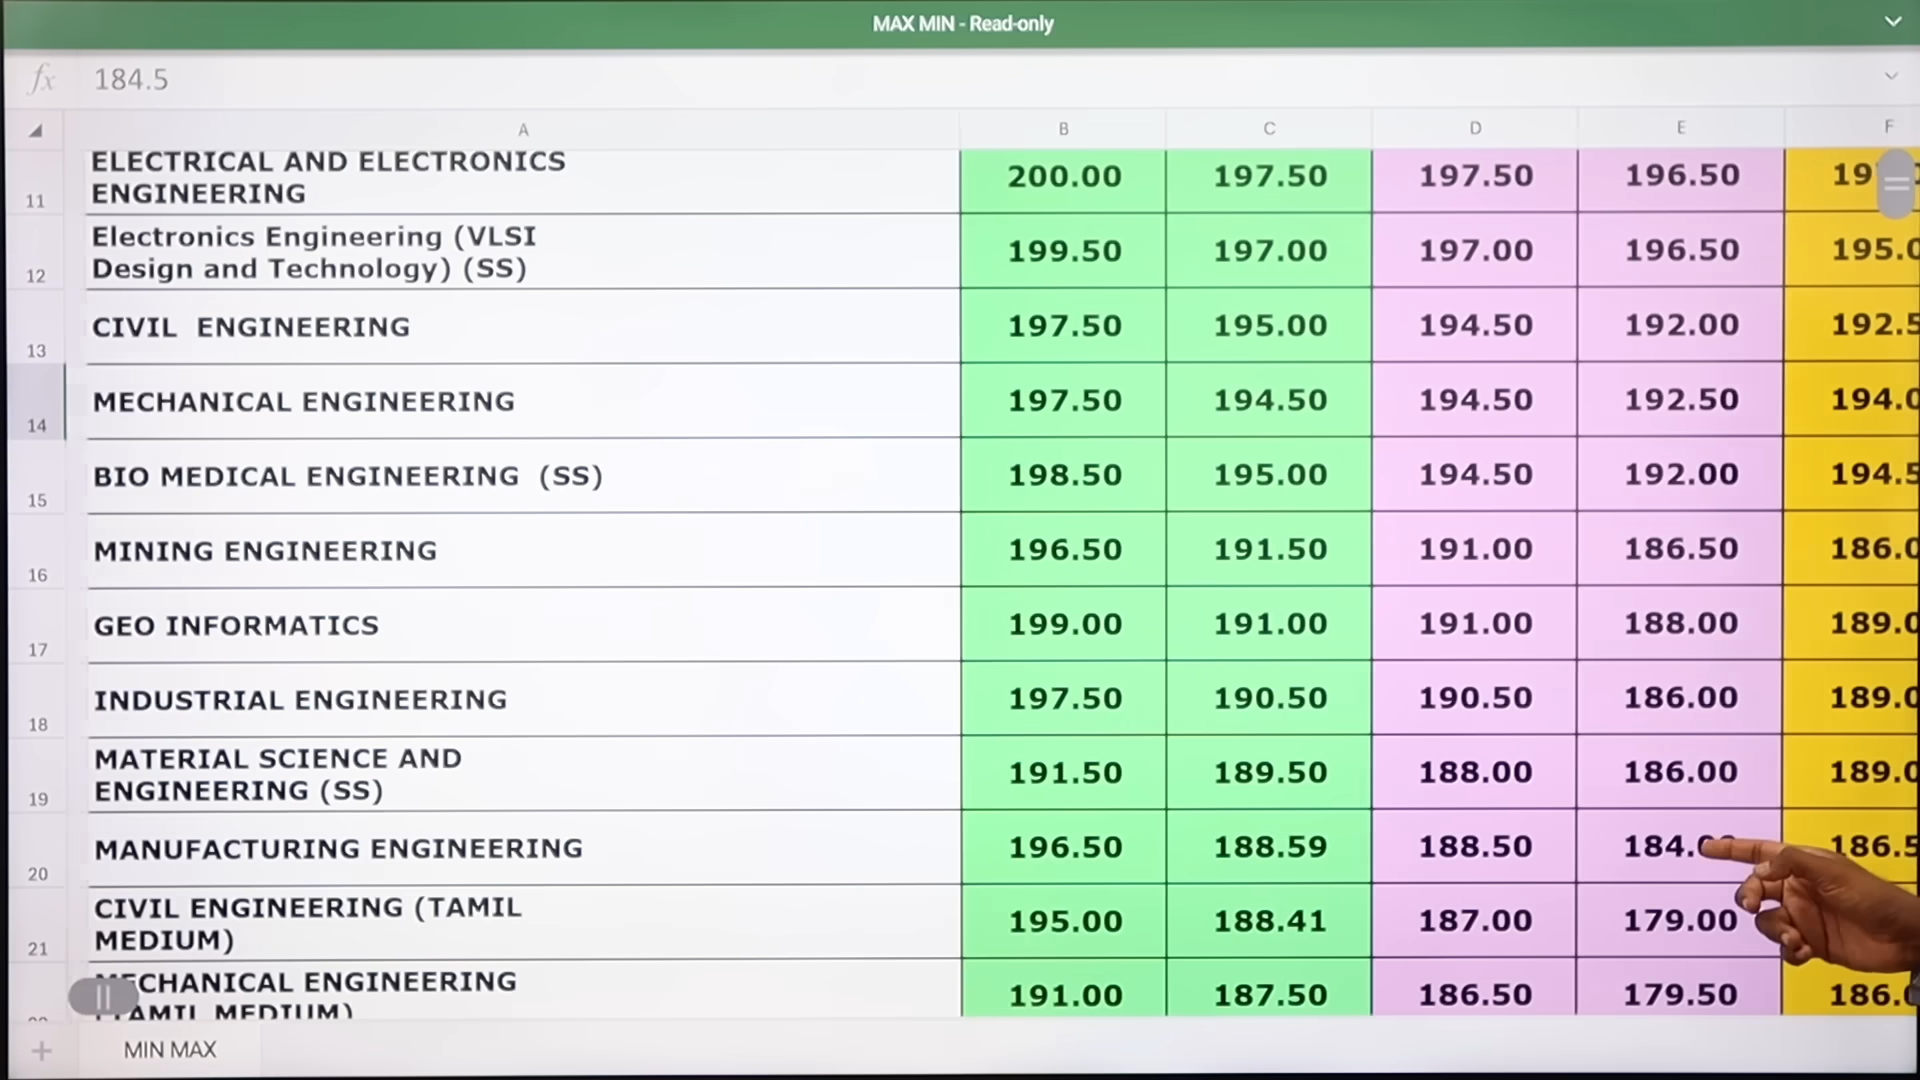 MAX MIN - Read-only
fx 184.5
A B C D E F
11 ELECTRICAL AND ELECTRONICS
ENGINEERING 200.00 197.50 197.50 196.50
12 Electronics Engineering (VLSI
Design and Technology) (SS) 199.50 197.00 197.00 196.50 195.0
13 CIVIL ENGINEERING 197.50 195.00 194.50 192.00 192.5
14 MECHANICAL ENGINEERING 197.50 194.50 194.50 192.50 194.0
15 BIO MEDICAL ENGINEERING (SS) 198.50 195.00 194.50 192.00 194.5
16 MINING ENGINEERING 196.50 191.50 191.00 186.50 186.0
17 GEO INFORMATICS 199.00 191.00 191.00 188.00 189.0
18 INDUSTRIAL ENGINEERING 197.50 190.50 190.50 186.00 189.0
19 MATERIAL SCIENCE AND
ENGINEERING (SS) 191.50 189.50 188.00 186.00 189.0
20 MANUFACTURING ENGINEERING 196.50 188.59 188.50 184. 186.5
21 CIVIL ENGINEERING (TAMIL
MEDIUM) 195.00 188.41 187.00 179.00
MECHANICAL ENGINEERING
(TAMIL MEDIUM) 191.00 187.50 186.50 179.50 186.0
MIN MAX